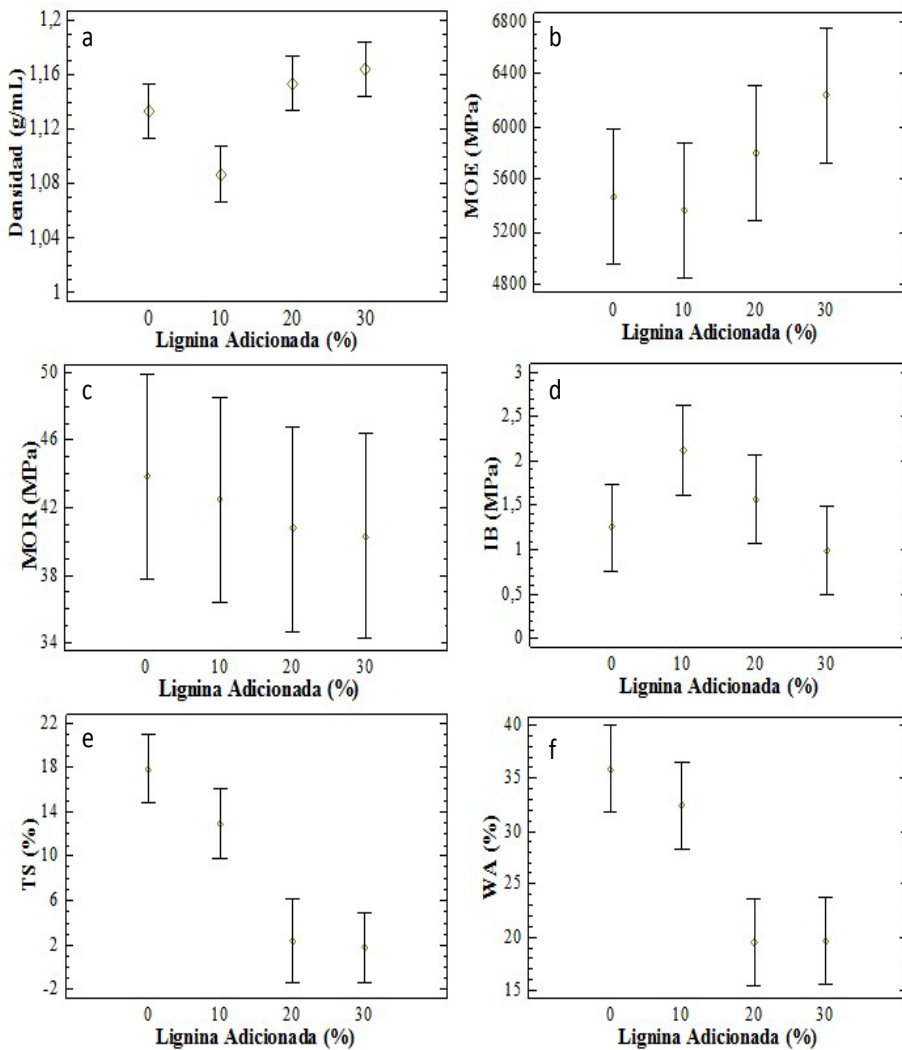 a
Densidad (g/mL)
1,2
1,16
1,12
1,08
1,04
1
0 10 20 30
Lignina Adicionada (%)
b
MOE (MPa)
6800
6400
6000
5600
5200
4800
0 10 20 30
Lignina Adicionada (%)
c
MOR (MPa)
50
46
42
38
34
0 10 20 30
Lignina Adicionada (%)
d
IB (MPa)
3
2,5
2
1,5
1
0,5
0
0 10 20 30
Lignina Adicionada (%)
e
TS (%)
22
18
14
10
6
2
-2
0 10 20 30
Lignina Adicionada (%)
f
WA (%)
40
35
30
25
20
15
0 10 20 30
Lignina Adicionada (%)